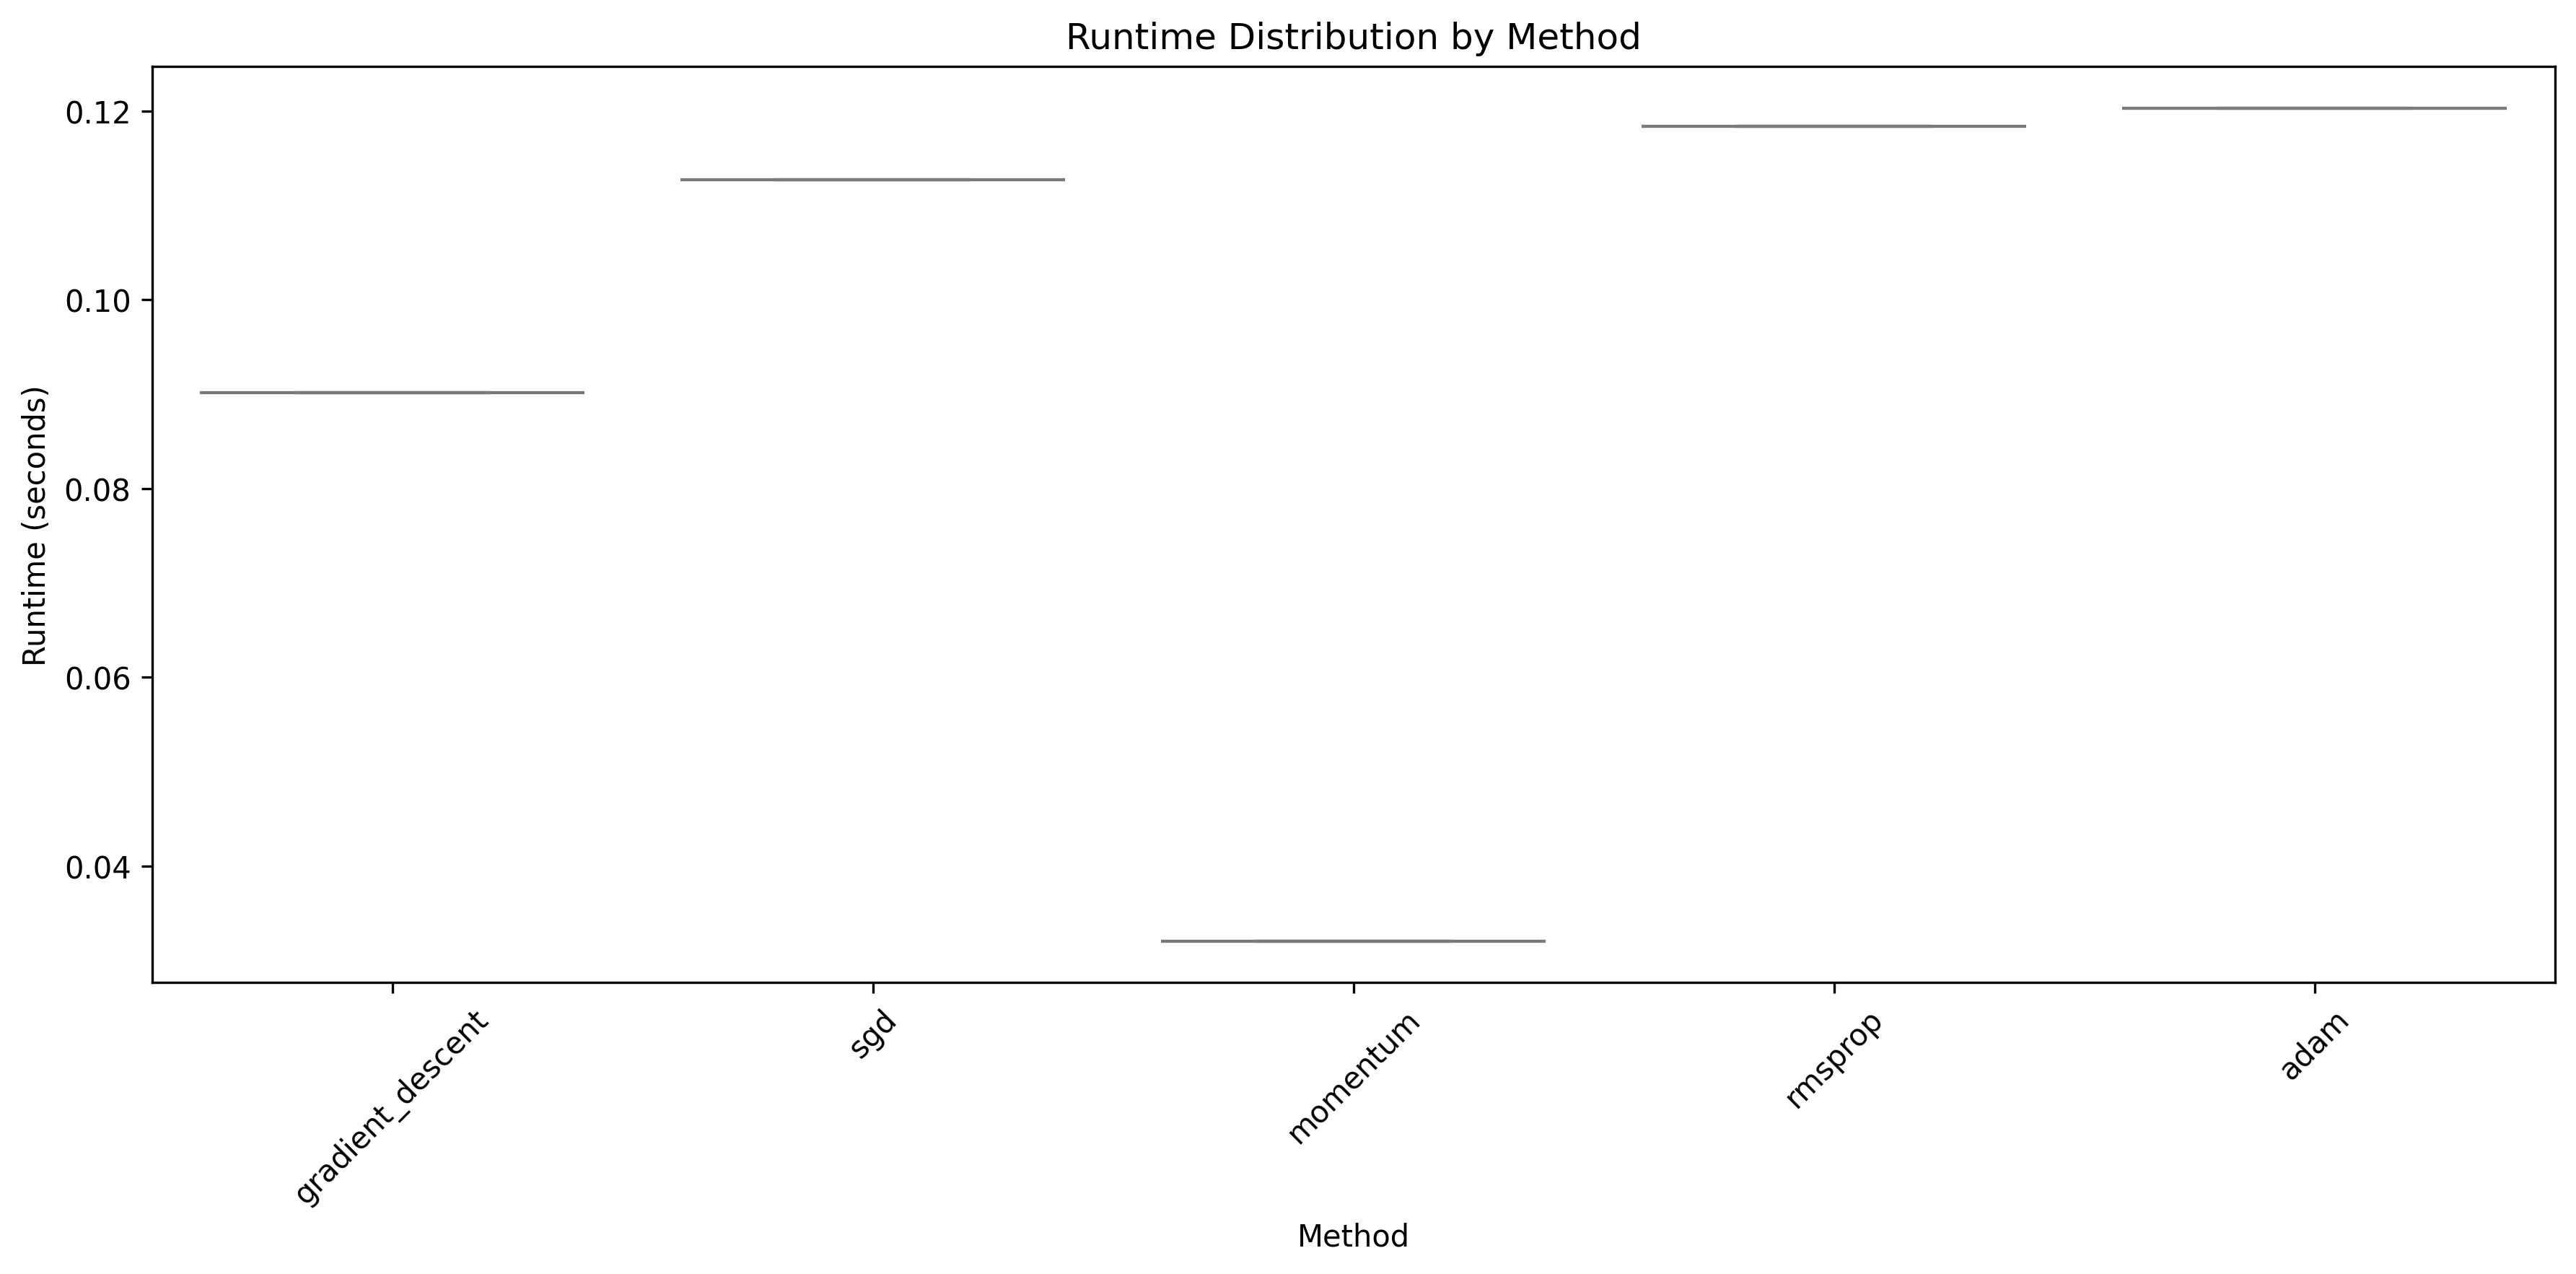 Runtime Distribution by Method
Runtime (seconds)
0.12
0.10
0.08
0.06
0.04
gradient_descent
sgd
momentum
rmsprop
adam
Method